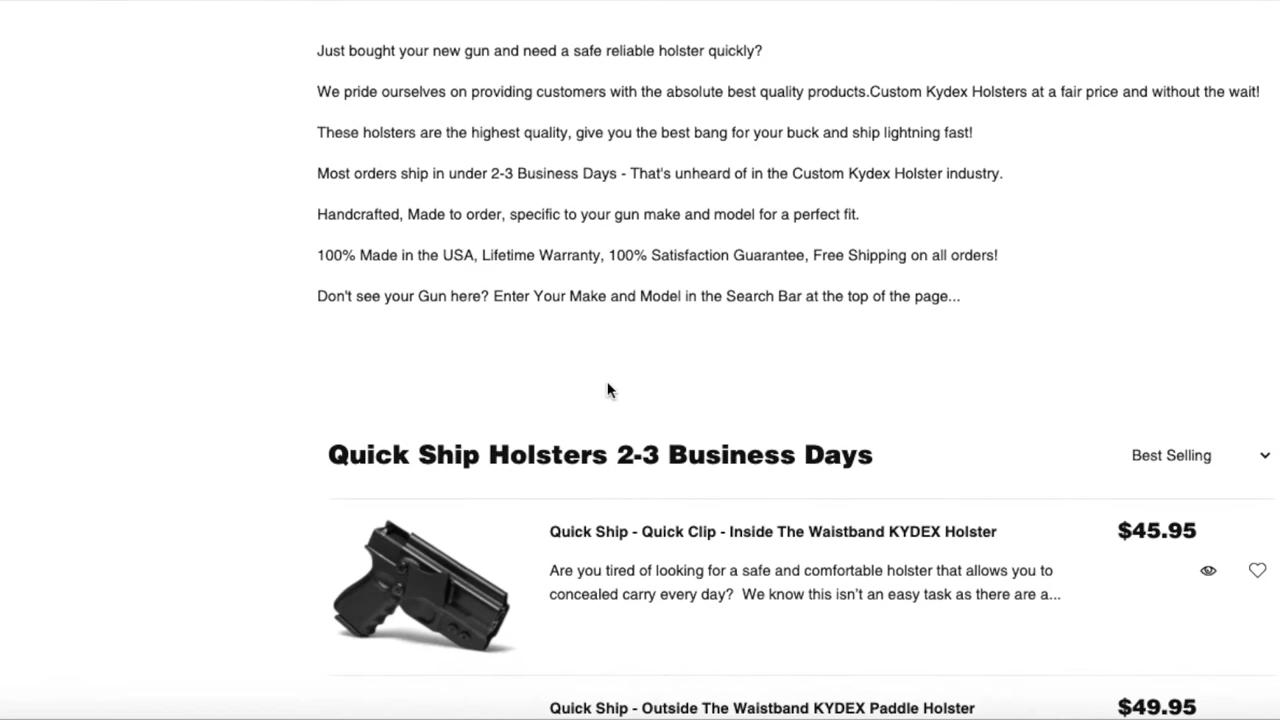 Just bought your new gun and need a safe reliable holster quickly?
We pride ourselves on providing customers with the absolute best quality products.Custom Kydex Holsters at a fair price and without the wait!
These holsters are the highest quality, give you the best bang for your buck and ship lightning fast!
Most orders ship in under 2-3 Business Days - That's unheard of in the Custom Kydex Holster industry.
Handcrafted, Made to order, specific to your gun make and model for a perfect fit.
100% Made in the USA, Lifetime Warranty, 100% Satisfaction Guarantee, Free Shipping on all orders!
Don't see your Gun here? Enter Your Make and Model in the Search Bar at the top of the page...
Quick Ship Holsters 2-3 Business Days
Best Selling
Quick Ship - Quick Clip - Inside The Waistband KYDEX Holster
$45.95
Are you tired of looking for a safe and comfortable holster that allows you to
concealed carry every day?  We know this isn't an easy task as there are a...
Quick Ship - Outside The Waistband KYDEX Paddle Holster
$49.95